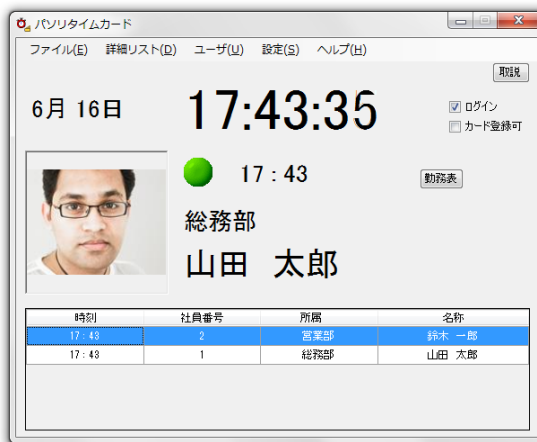 パソリタイムカード
ファイル(E) 詳細リスト(D) ユーザ(U) 設定(S) ヘルプ(H)
取説
6月 16日
17:43:35
ログイン
カード登録可
17 : 43
勤務表
総務部
山田 太郎
時刻 社員番号 所属 名称
17 : 43 2 営業部 鈴木 一郎
17 : 43 1 総務部 山田 太郎